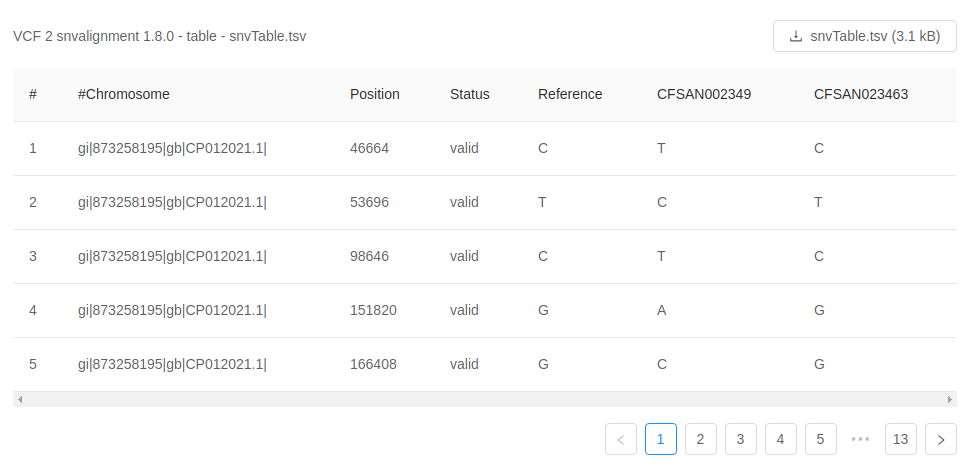 VCF 2 snvalignment 1.8.0 - table - snvTable.tsv snvTable.tsv (3.1 kB)
# #Chromosome Position Status Reference CFSAN002349 CFSAN023463
1 gi|873258195|gb|CP012021.1| 46664 valid C T C
2 gi|873258195|gb|CP012021.1| 53696 valid T C T
3 gi|873258195|gb|CP012021.1| 98646 valid C T C
4 gi|873258195|gb|CP012021.1| 151820 valid G A G
5 gi|873258195|gb|CP012021.1| 166408 valid G C G
< 1 2 3 4 5 ••• 13 >